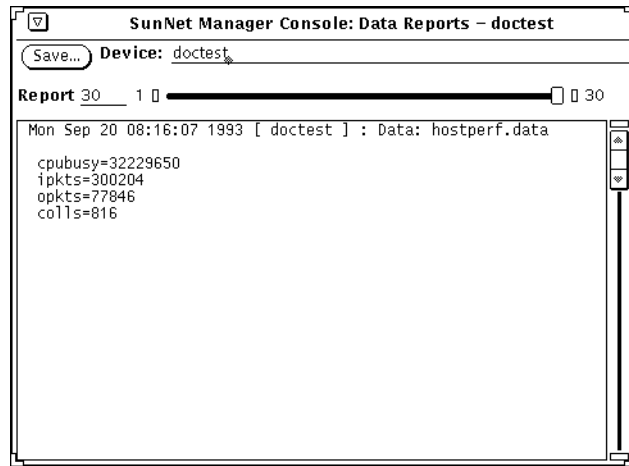 SunNet Manager Console: Data Reports – doctest
Save... Device: doctest
Report 30 1 30
Mon Sep 20 08:16:07 1993 [ doctest ] : Data: hostperf.data
cpubusy=32229650
ipkts=300204
opkts=77846
colls=816